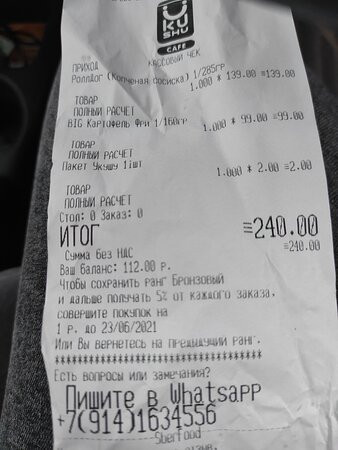 UKU
SHU
CAFE
КАССОВЫЙ ЧЕК
ПРИХОД
РоллДог (Копченая сосиска) 1/285гр
1.000 * 139.00 ≡139.00
ТОВАР
ПОЛНЫЙ РАСЧЕТ
BIG Картофель Фри 1/160гр
1.000 * 99.00 ≡99.00
ТОВАР
ПОЛНЫЙ РАСЧЕТ
Пакет Укушу 1шт
1.000 * 2.00 ≡2.00
ТОВАР
ПОЛНЫЙ РАСЧЕТ
Стол: 0 Заказ: 0
ИТОГ ≡240.00
Сумма без НДС ≡240.00
Ваш баланс: 112.00 р.
Чтобы сохранить ранг Бронзовый
и дальше получать 5% от каждого заказа,
совершите покупок на
1 р. до 23/06/2021
Или Вы вернетесь на предыдущий ранг.
Есть вопросы или замечания?
Пишите в Whatsapp
+7(914)1634556
Sberfood